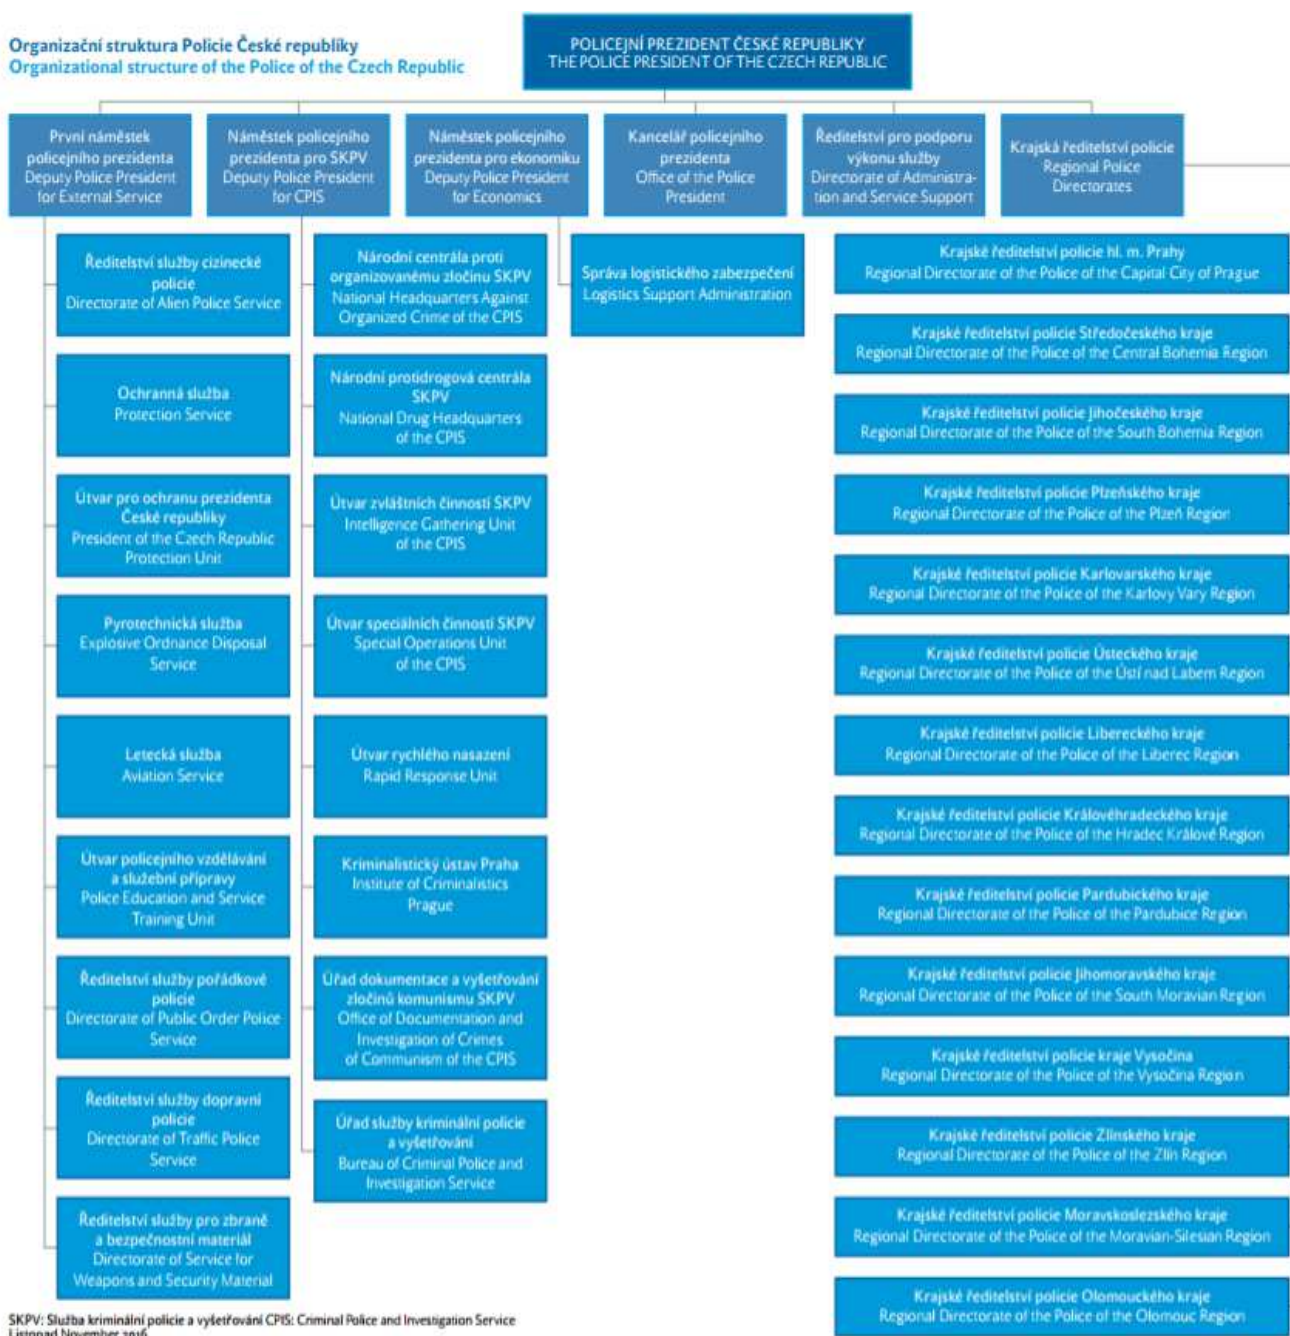 Organizační struktura Policie České republiky
Organizational structure of the Police of the Czech Republic
POLICEJNÍ PREZIDENT ČESKÉ REPUBLIKY
THE POLICE PRESIDENT OF THE CZECH REPUBLIC
První náměstek
policejního prezidenta
Deputy Police President
for External Service
Náměstek policejního
prezidenta pro SKPV
Deputy Police President
for CPIS
Náměstek policejního
prezidenta pro ekonomiku
Deputy Police President
for Economics
Kancelář policejního
prezidenta
Office of the Police
President
Ředitelství pro podporu
výkonu služby
Directorate of Administra-
tion and Service Support
Krajská ředitelství policie
Regional Police
Directorates
Ředitelství služby cizinecké
policie
Directorate of Alien Police Service
Ochranná služba
Protection Service
Útvar pro ochranu prezidenta
České republiky
President of the Czech Republic
Protection Unit
Pyrotechnická služba
Explosive Ordnance Disposal
Service
Letecká služba
Aviation Service
Útvar policejního vzdělávání
a služební přípravy
Police Education and Service
Training Unit
Ředitelství služby pořádkové
policie
Directorate of Public Order Police
Service
Ředitelství služby dopravní
policie
Directorate of Traffic Police
Service
Ředitelství služby pro zbraně
a bezpečnostní materiál
Directorate of Service for
Weapons and Security Material
Národní centrála proti
organizovanému zločinu SKPV
National Headquarters Against
Organized Crime of the CPIS
Národní protidrogová centrála
SKPV
National Drug Headquarters
of the CPIS
Útvar zvláštních činností SKPV
Intelligence Gathering Unit
of the CPIS
Útvar speciálních činností SKPV
Special Operations Unit
of the CPIS
Útvar rychlého nasazení
Rapid Response Unit
Kriminalistický ústav Praha
Institute of Criminalistics
Prague
Úřad dokumentace a vyšetřování
zločinů komunismu SKPV
Office of Documentation and
Investigation of Crimes
of Communism of the CPIS
Úřad služby kriminální policie
a vyšetřování
Bureau of Criminal Police and
Investigation Service
Správa logistického zabezpečení
Logistics Support Administration
Krajské ředitelství policie hl. m. Prahy
Regional Directorate of the Police of the Capital City of Prague
Krajské ředitelství policie Středočeského kraje
Regional Directorate of the Police of the Central Bohemia Region
Krajské ředitelství policie Jihočeského kraje
Regional Directorate of the Police of the South Bohemia Region
Krajské ředitelství policie Plzeňského kraje
Regional Directorate of the Police of the Plzeň Region
Krajské ředitelství policie Karlovarského kraje
Regional Directorate of the Police of the Karlovy Vary Region
Krajské ředitelství policie Ústeckého kraje
Regional Directorate of the Police of the Ústí nad Labem Region
Krajské ředitelství policie Libereckého kraje
Regional Directorate of the Police of the Liberec Region
Krajské ředitelství policie Královéhradeckého kraje
Regional Directorate of the Police of the Hradec Králové Region
Krajské ředitelství policie Pardubického kraje
Regional Directorate of the Police of the Pardubice Region
Krajské ředitelství policie Jihomoravského kraje
Regional Directorate of the Police of the South Moravian Region
Krajské ředitelství policie kraje Vysočina
Regional Directorate of the Police of the Vysočina Region
Krajské ředitelství policie Zlínského kraje
Regional Directorate of the Police of the Zlín Region
Krajské ředitelství policie Moravskoslezského kraje
Regional Directorate of the Police of the Moravian-Silesian Region
Krajské ředitelství policie Olomouckého kraje
Regional Directorate of the Police of the Olomouc Region
SKPV: Služba kriminální policie a vyšetřování CPIS: Criminal Police and Investigation Service
Listopad November 2016